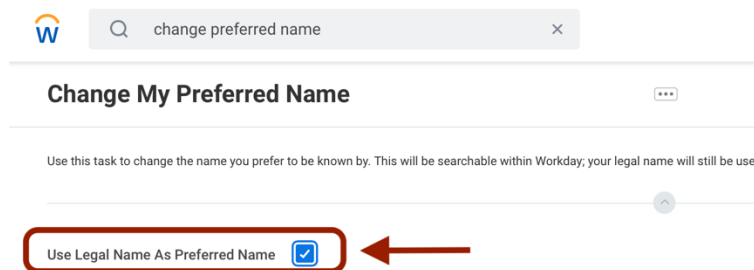 change preferred name
Change My Preferred Name
Use this task to change the name you prefer to be known by. This will be searchable within Workday; your legal name will still be use
Use Legal Name As Preferred Name